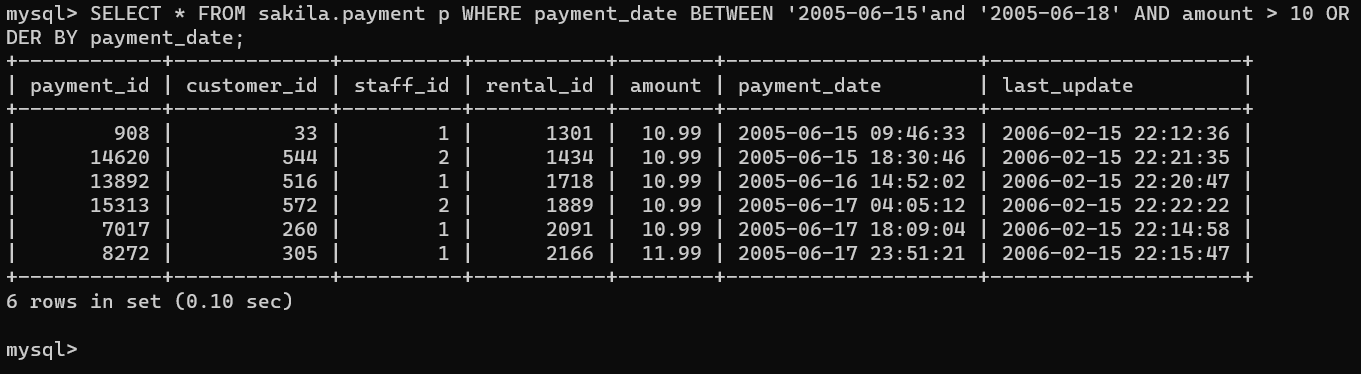 mysql> SELECT * FROM sakila.payment p WHERE payment_date BETWEEN '2005-06-15'and '2005-06-18' AND amount > 10 OR
DER BY payment_date;
+------------+-------------+----------+-----------+--------+---------------------+---------------------+
| payment_id | customer_id | staff_id | rental_id | amount | payment_date        | last_update         |
+------------+-------------+----------+-----------+--------+---------------------+---------------------+
|        908 |          33 |        1 |      1301 |  10.99 | 2005-06-15 09:46:33 | 2006-02-15 22:12:36 |
|      14620 |         544 |        2 |      1434 |  10.99 | 2005-06-15 18:30:46 | 2006-02-15 22:21:35 |
|      13892 |         516 |        1 |      1718 |  10.99 | 2005-06-16 14:52:02 | 2006-02-15 22:20:47 |
|      15313 |         572 |        2 |      1889 |  10.99 | 2005-06-17 04:05:12 | 2006-02-15 22:22:22 |
|       7017 |         260 |        1 |      2091 |  10.99 | 2005-06-17 18:09:04 | 2006-02-15 22:14:58 |
|       8272 |         305 |        1 |      2166 |  11.99 | 2005-06-17 23:51:21 | 2006-02-15 22:15:47 |
+------------+-------------+----------+-----------+--------+---------------------+---------------------+
6 rows in set (0.10 sec)
mysql>